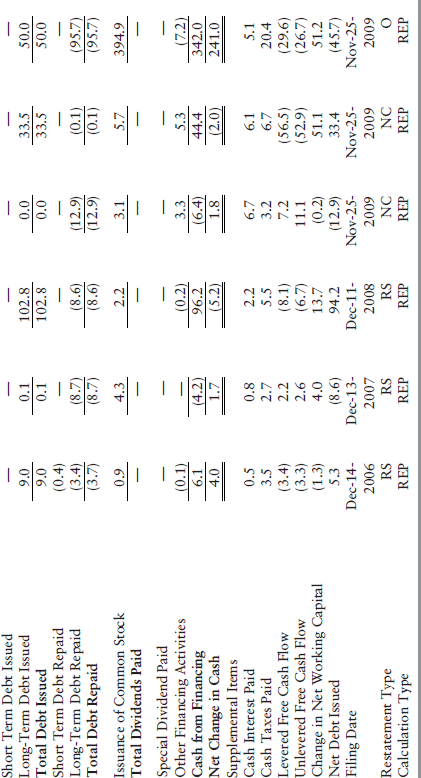 Short Term Debt Issued — — — — — —
Long-Term Debt Issued 9.0 0.1 102.8 0.0 33.5 50.0
Total Debt Issued 9.0 0.1 102.8 0.0 33.5 50.0
Short Term Debt Repaid (0.4) — — — — —
Long-Term Debt Repaid (3.4) (8.7) (8.6) (12.9) (0.1) (95.7)
Total Debt Repaid (3.7) (8.7) (8.6) (12.9) (0.1) (95.7)
Issuance of Common Stock 0.9 4.3 2.2 3.1 5.7 394.9
Total Dividends Paid — — — — — —
Special Dividend Paid — — — — — —
Other Financing Activities (0.1) — (0.2) 3.3 5.3 (7.2)
Cash from Financing 6.1 (4.2) 96.2 (6.4) 44.4 342.0
Net Change in Cash 4.0 1.7 (5.2) 1.8 (2.0) 241.0
Supplemental Items
Cash Interest Paid 0.5 0.8 2.2 6.7 6.1 5.1
Cash Taxes Paid 3.5 2.7 5.5 3.2 6.7 20.4
Levered Free Cash Flow (3.4) 2.2 (8.1) 7.2 (56.5) (29.6)
Unlevered Free Cash Flow (3.3) 2.6 (6.7) 11.1 (52.9) (26.7)
Change in Net Working Capital (1.3) 4.0 13.7 (0.2) 51.1 51.2
Net Debt Issued 5.3 (8.6) 94.2 (12.9) 33.4 (45.7)
Filing Date Dec-14- Dec-13- Dec-11- Nov-25- Nov-25- Nov-25-
2006 2007 2008 2009 2009 2009
Restatement Type RS RS RS NC NC O
Calculation Type REP REP REP REP REP REP